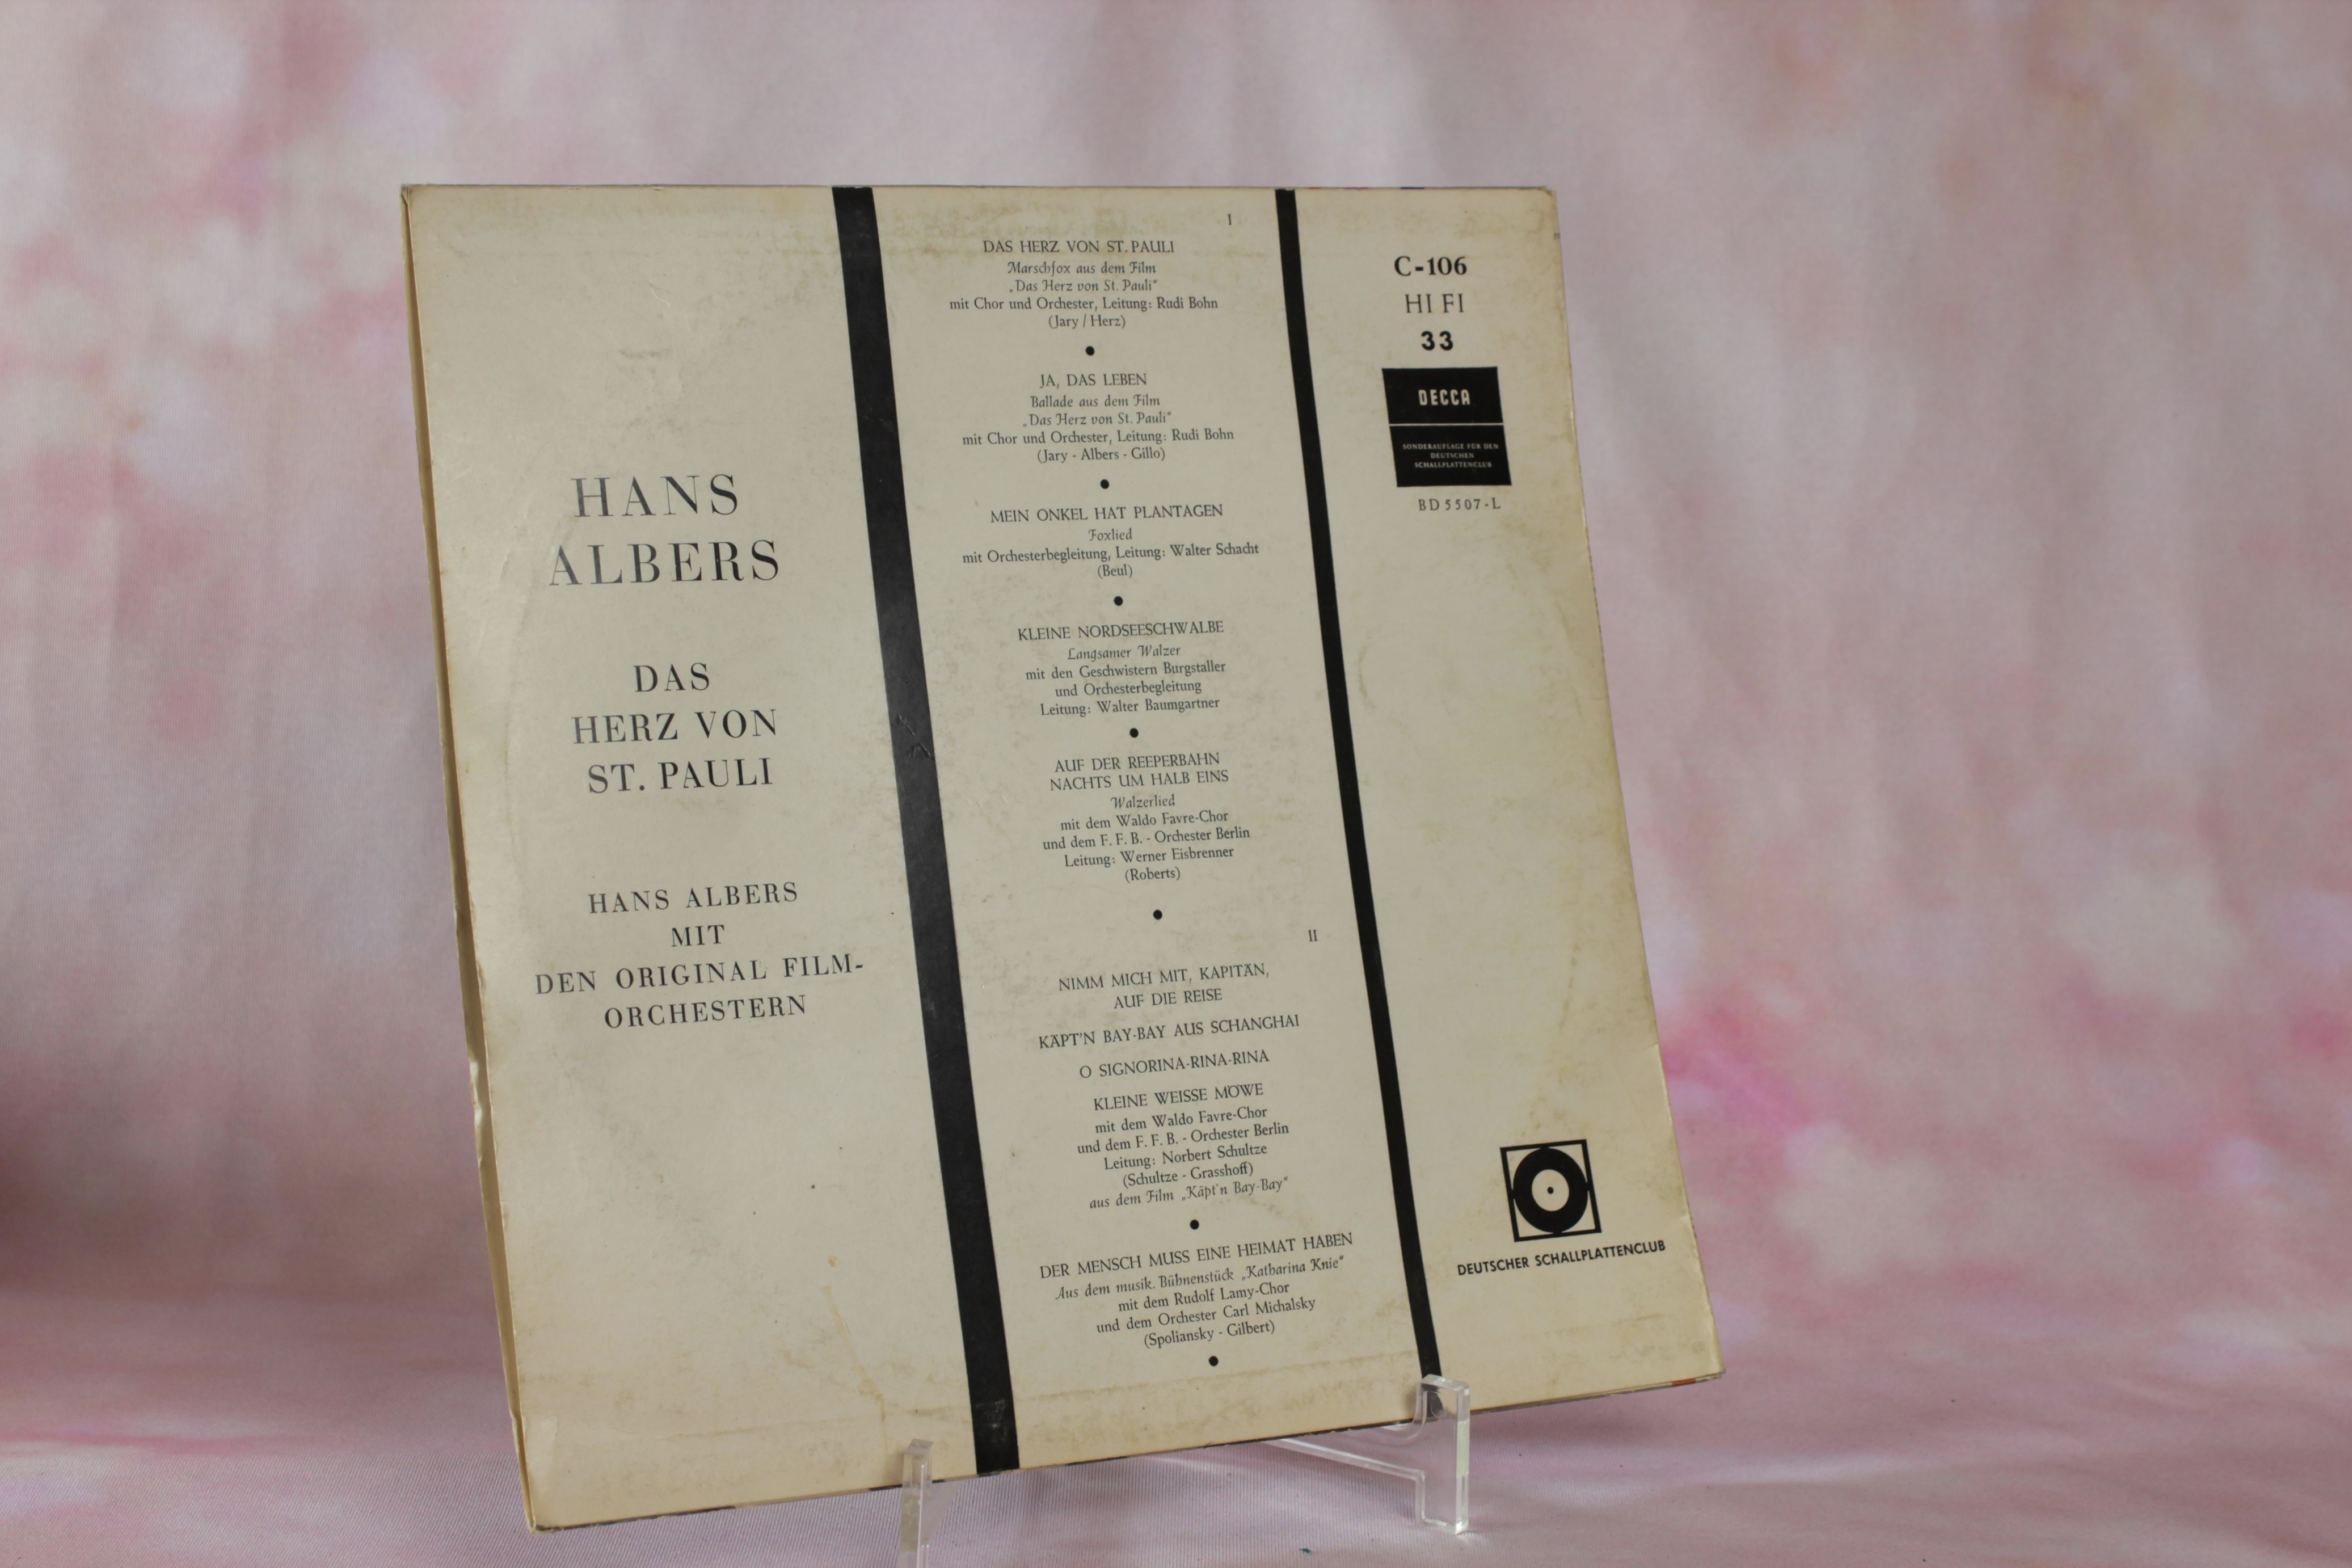 HANS
ALBERS
DAS
HERZ VON
ST. PAULI
HANS ALBERS
MIT
DEN ORIGINAL FILM-
ORCHESTERN
I
DAS HERZ VON ST. PAULI
Marschfox aus dem Film
„Das Herz von St. Pauli"
mit Chor und Orchester, Leitung: Rudi Bohn
(Jary / Herz)
JA, DAS LEBEN
Ballade aus dem Film
„Das Herz von St. Pauli"
mit Chor und Orchester, Leitung: Rudi Bohn
(Jary - Albers - Gillo)
MEIN ONKEL HAT PLANTAGEN
Foxlied
mit Orchesterbegleitung, Leitung: Walter Schacht
(Beul)
KLEINE NORDSEESCHWALBE
Langsamer Walzer
mit den Geschwistern Burgstaller
und Orchesterbegleitung
Leitung: Walter Baumgartner
AUF DER REEPERBAHN
NACHTS UM HALB EINS
Walzerlied
mit dem Waldo Favre-Chor
und dem F. F. B. - Orchester Berlin
Leitung: Werner Eisbrenner
(Roberts)
II
NIMM MICH MIT, KAPITÄN,
AUF DIE REISE
KÄPT'N BAY-BAY AUS SCHANGHAI
O SIGNORINA-RINA-RINA
KLEINE WEISSE MÖWE
mit dem Waldo Favre-Chor
und dem F. F. B. - Orchester Berlin
Leitung: Norbert Schultze
(Schultze - Grasshoff)
aus dem Film „Käpt'n Bay-Bay"
DER MENSCH MUSS EINE HEIMAT HABEN
Aus dem musik. Bühnenstück „Katharina Knie"
mit dem Rudolf Lamy-Chor
und dem Orchester Carl Michalsky
(Spoliansky - Gilbert)
C-106
HI FI
33
DECCA
SONDERAUFLAGE FÜR DEN
DEUTSCHEN
SCHALLPLATTENCLUB
BD 5507-L
DEUTSCHER SCHALLPLATTENCLUB